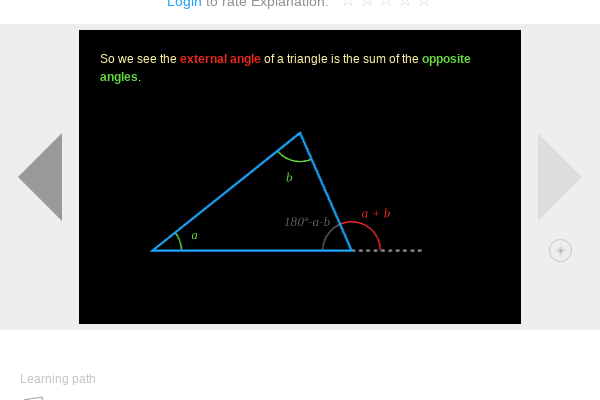 Login to rate Explanation:
So we see the external angle of a triangle is the sum of the opposite
angles.
b
180º-a-b
a + b
a
Learning path